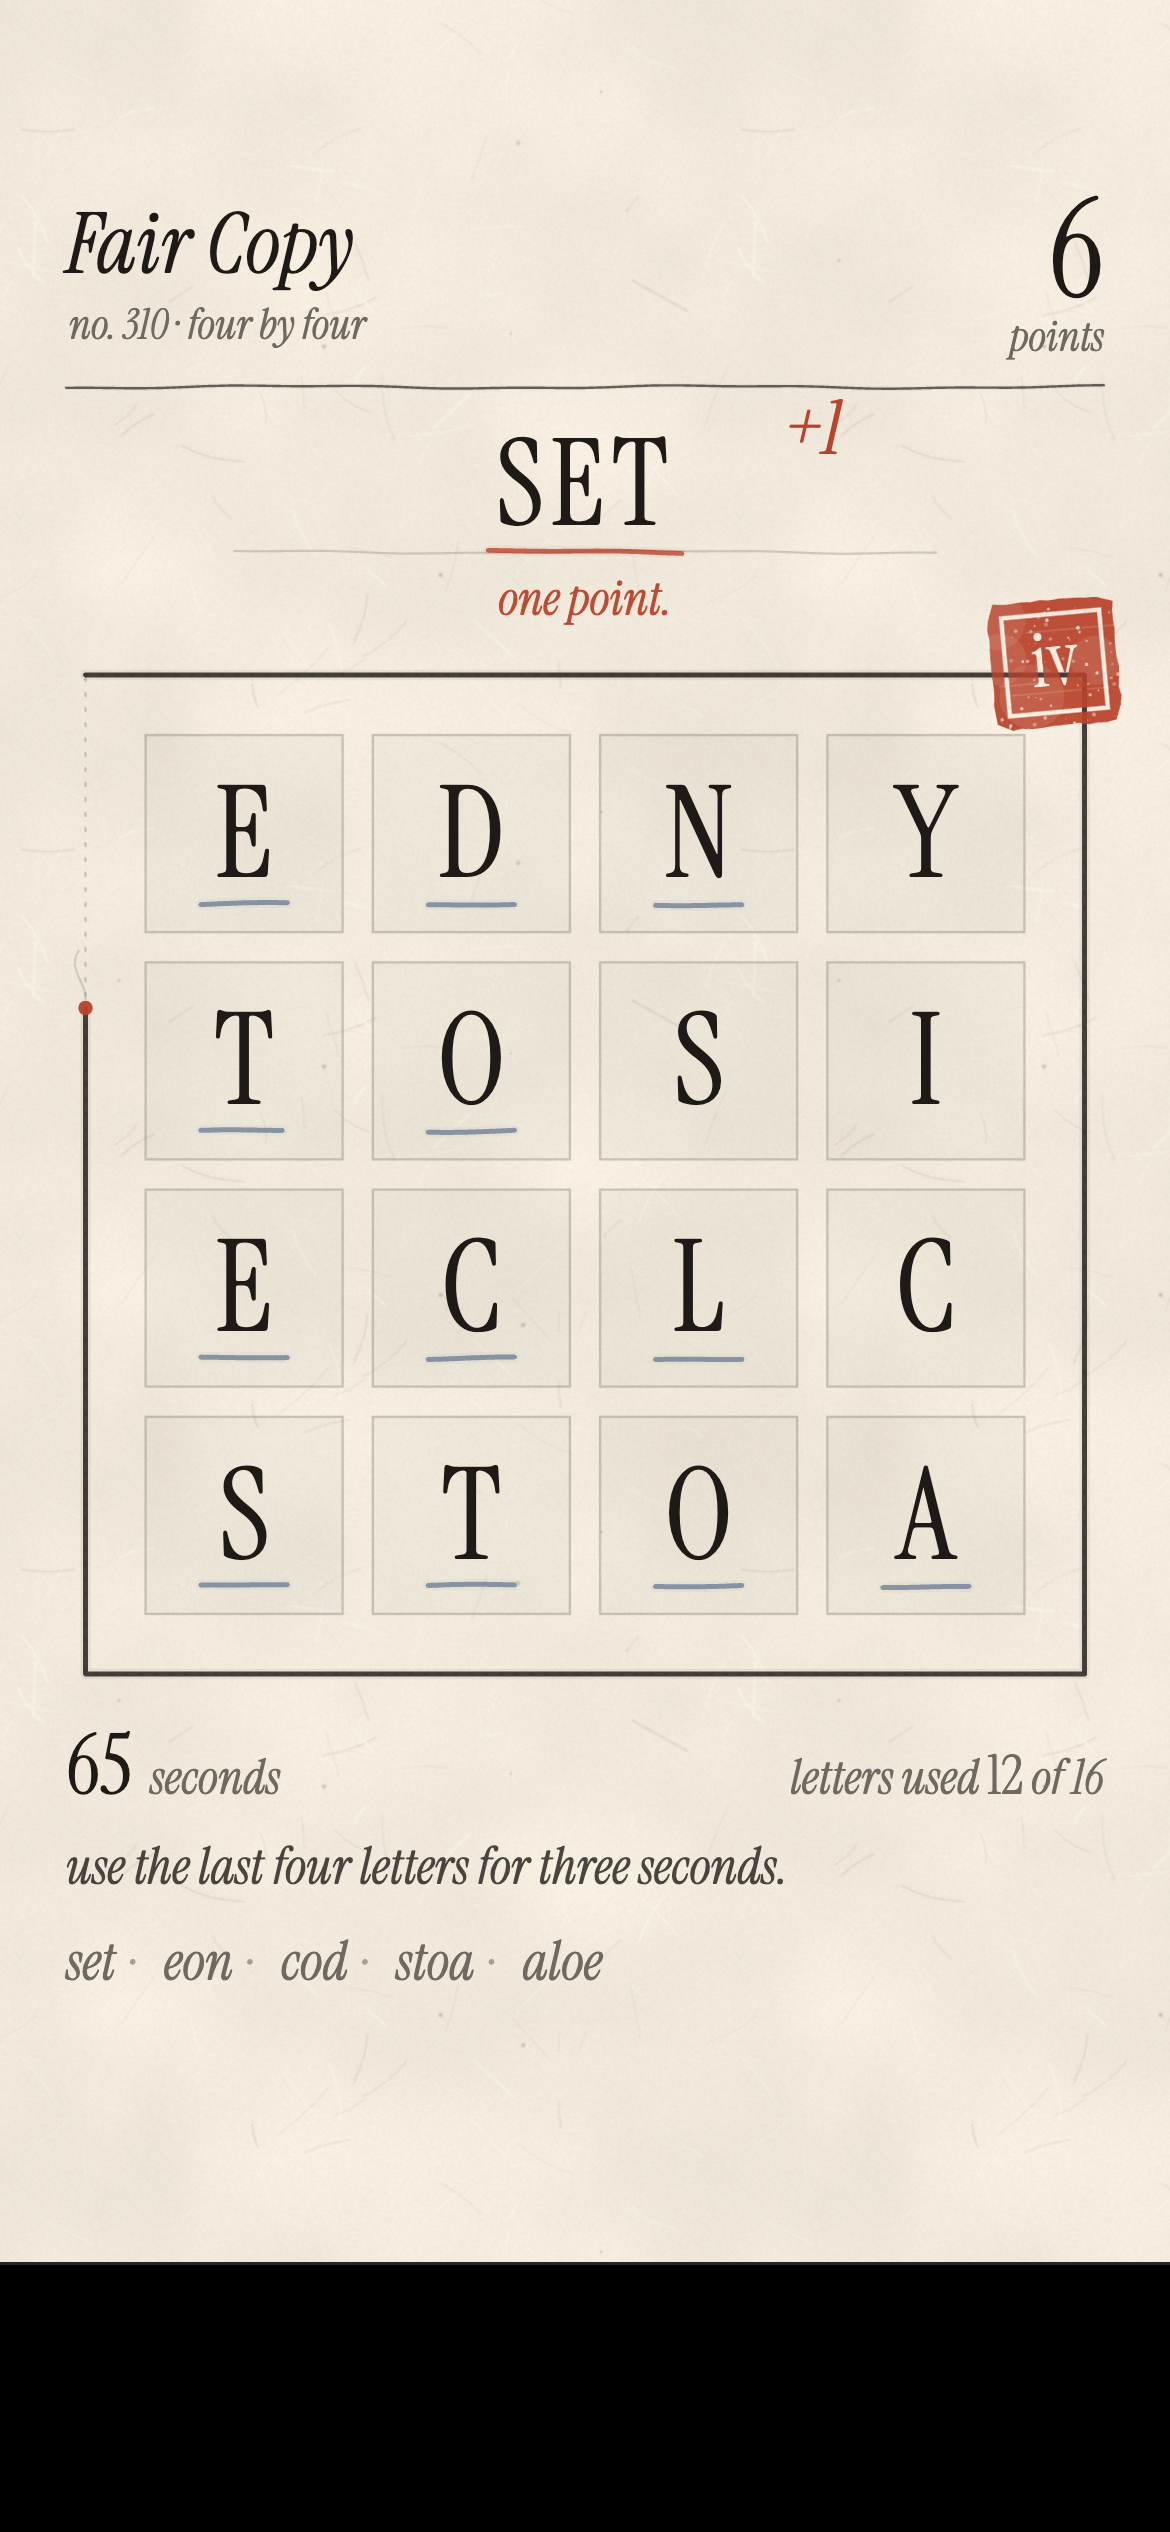 Fair Copy
6
no. 310 · four by four
points
+1
SET
one point.
iv
E D N Y
T O S I
E C L C
S T O A
65 seconds
letters used 12 of 16
use the last four letters for three seconds.
set · eon · cod · stoa · aloe